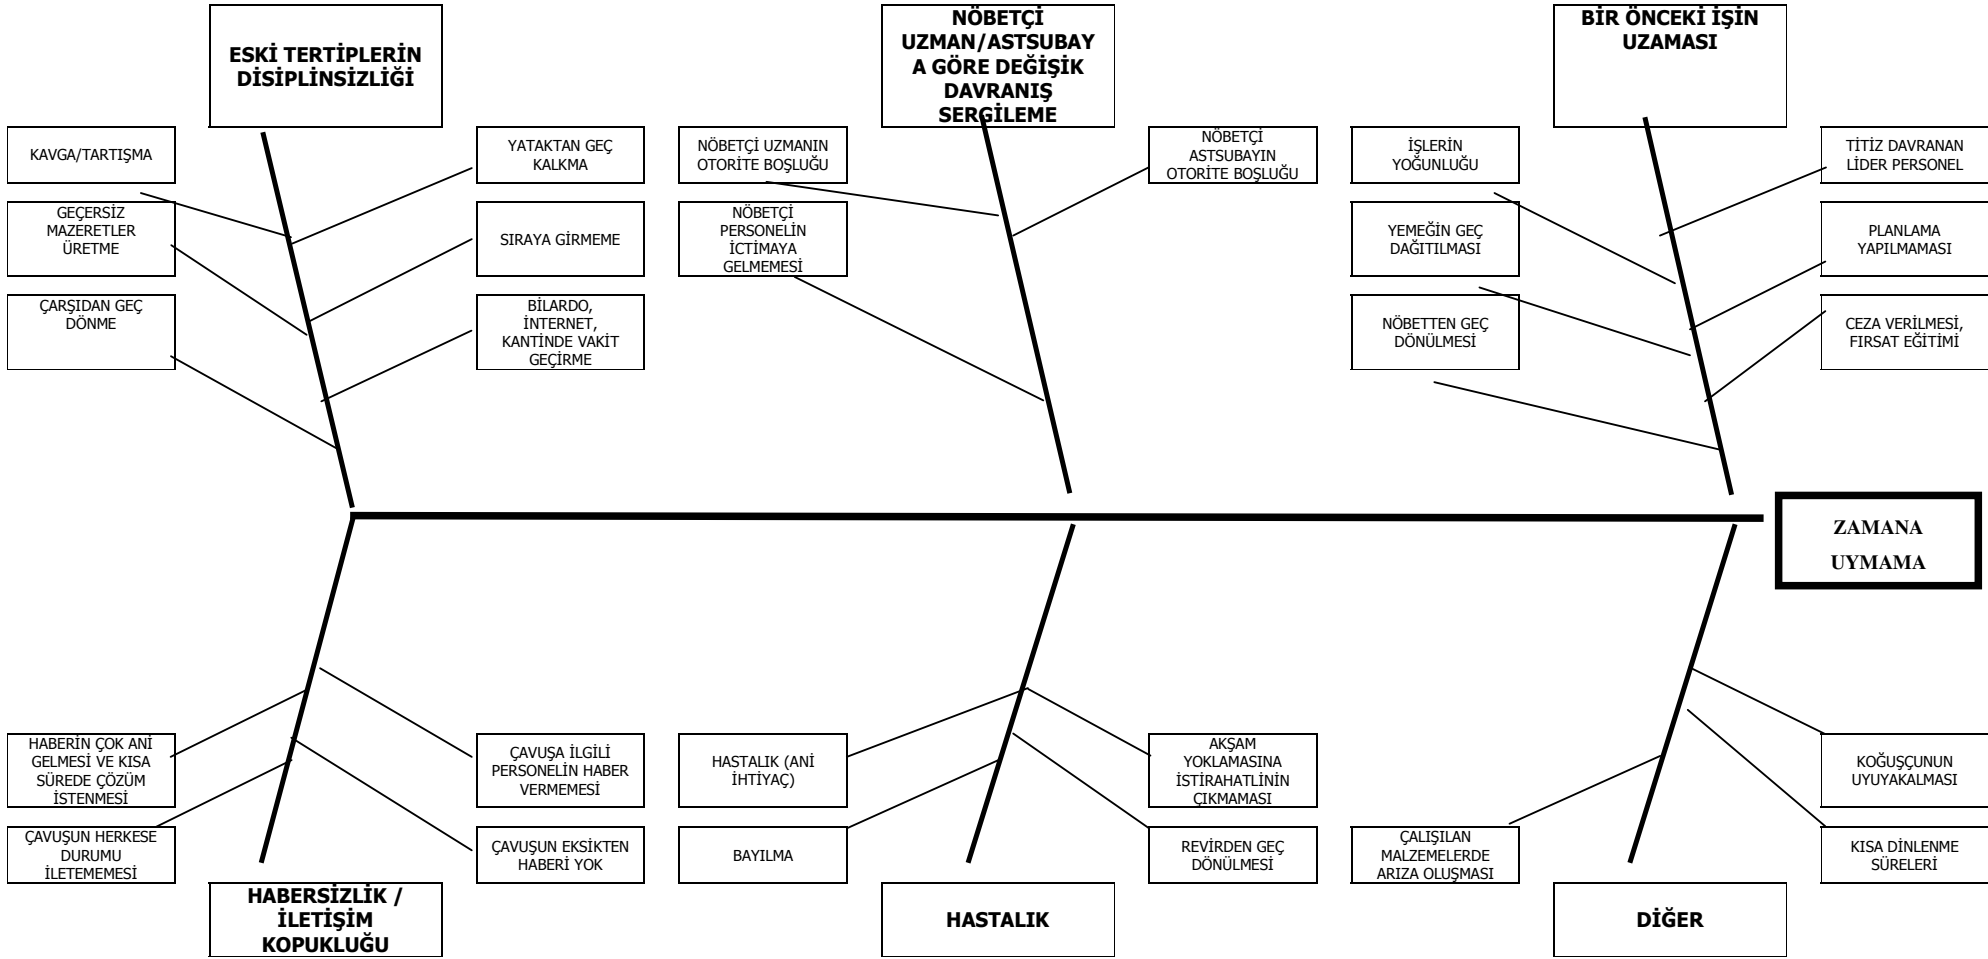 ESKİ TERTİPLERİN
DİSİPLİNSİZLİĞİ
NÖBETÇİ
UZMAN/ASTSUBAY
A GÖRE DEĞİŞİK
DAVRANIŞ
SERGİLEME
BİR ÖNCEKİ İŞİN
UZAMASI
KAVGA/TARTIŞMA
YATAKTAN GEÇ
KALKMA
NÖBETÇİ UZMANIN
OTORİTE BOŞLUĞU
NÖBETÇİ
ASTSUBAYIN
OTORİTE BOŞLUĞU
İŞLERİN
YOĞUNLUĞU
TİTİZ DAVRANAN
LİDER PERSONEL
GEÇERSİZ
MAZERETLER
ÜRETME
SIRAYA GİRMEME
NÖBETÇİ
PERSONELİN
İCTİMAYA
GELMEMESİ
YEMEĞİN GEÇ
DAĞITILMASI
PLANLAMA
YAPILMAMASI
ÇARŞIDAN GEÇ
DÖNME
BİLARDO,
İNTERNET,
KANTİNDE VAKİT
GEÇİRME
NÖBETTEN GEÇ
DÖNÜLMESİ
CEZA VERİLMESİ,
FIRSAT EĞİTİMİ
ZAMANA
UYMAMA
HABERİN ÇOK ANİ
GELMESİ VE KISA
SÜREDE ÇÖZÜM
İSTENMESİ
ÇAVUŞA İLGİLİ
PERSONELİN HABER
VERMEMESİ
HASTALIK (ANİ
İHTİYAÇ)
AKŞAM
YOKLAMASINA
İSTİRAHATLİNİN
ÇIKMAMASI
KOĞUŞÇUNUN
UYUYAKALMASI
ÇAVUŞUN HERKESE
DURUMU
İLETEMEMESİ
ÇAVUŞUN EKSİKTEN
HABERİ YOK
BAYILMA
REVİRDEN GEÇ
DÖNÜLMESİ
ÇALIŞILAN
MALZEMELERDE
ARIZA OLUŞMASI
KISA DİNLENME
SÜRELERİ
HABERSİZLİK /
İLETİŞİM
KOPUKLUĞU
HASTALIK
DİĞER